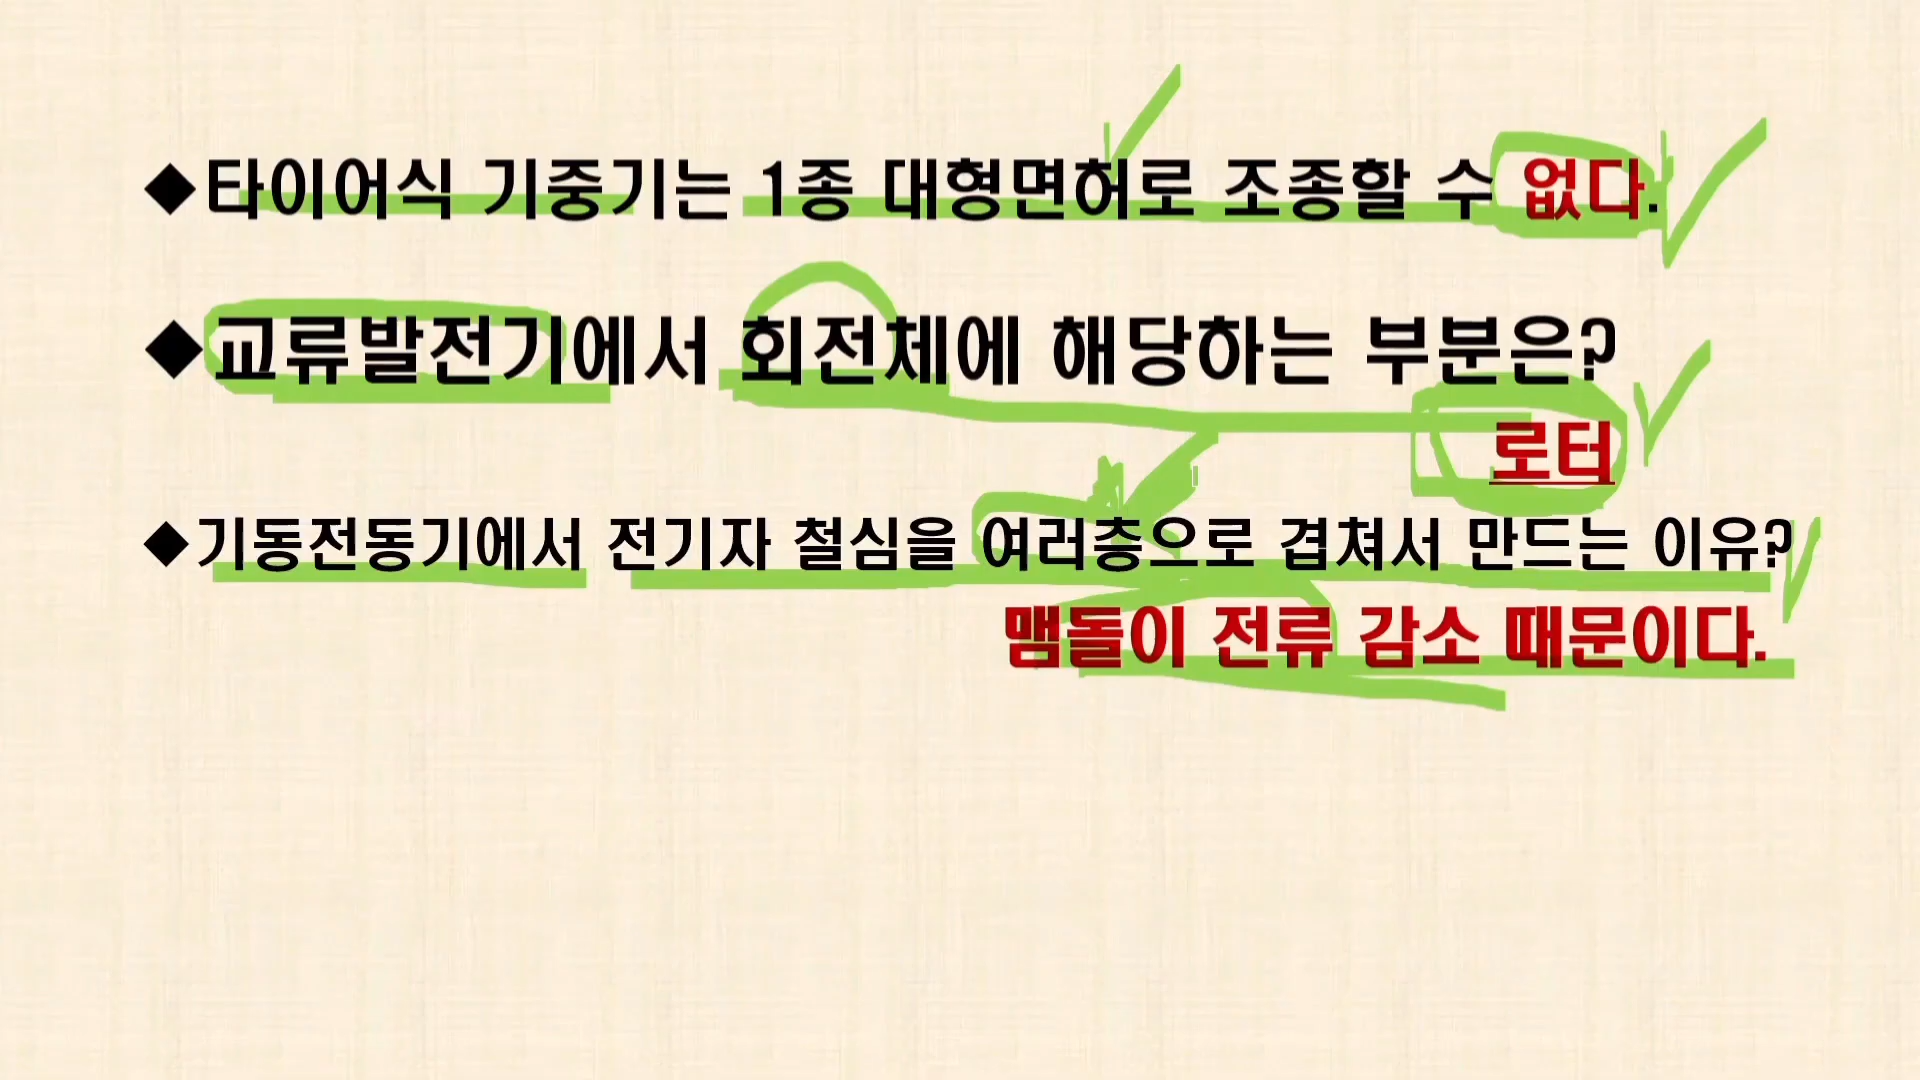 ◆타이어식 기중기는 1종 대형면허로 조종할 수 없다.
◆교류발전기에서 회전체에 해당하는 부분은?
로터
◆기동전동기에서 전기자 철심을 여러층으로 겹쳐서 만드는 이유?
맴돌이 전류 감소 때문이다.